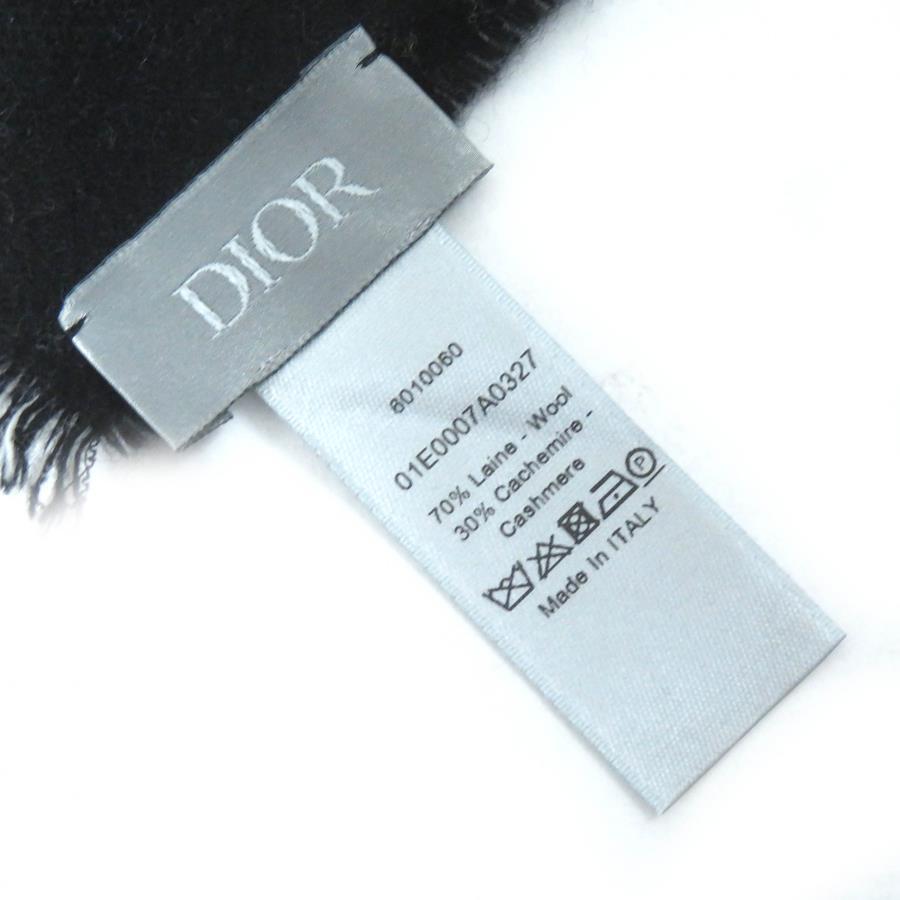 DIOR
8010060
01E0007A0327
70% Laine - Wool
30% Cachemire -
Cashmere
P
Made In ITALY